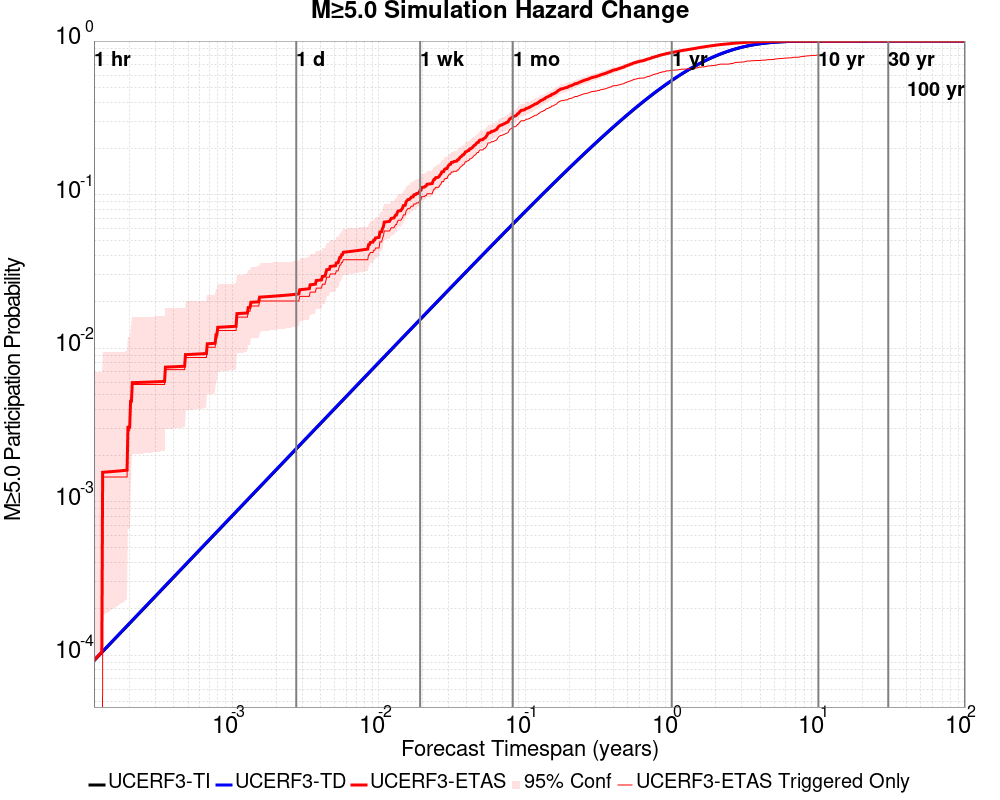 M≥5.0 Simulation Hazard Change
10^0
10^-1
10^-2
10^-3
10^-4
M≥5.0 Participation Probability
1 hr
1 d
1 wk
1 mo
1 yr
10 yr
30 yr
100 yr
10^-3
10^-2
10^-1
10^0
10^1
10^2
Forecast Timespan (years)
UCERF3-TI UCERF3-TD UCERF3-ETAS 95% Conf UCERF3-ETAS Triggered Only